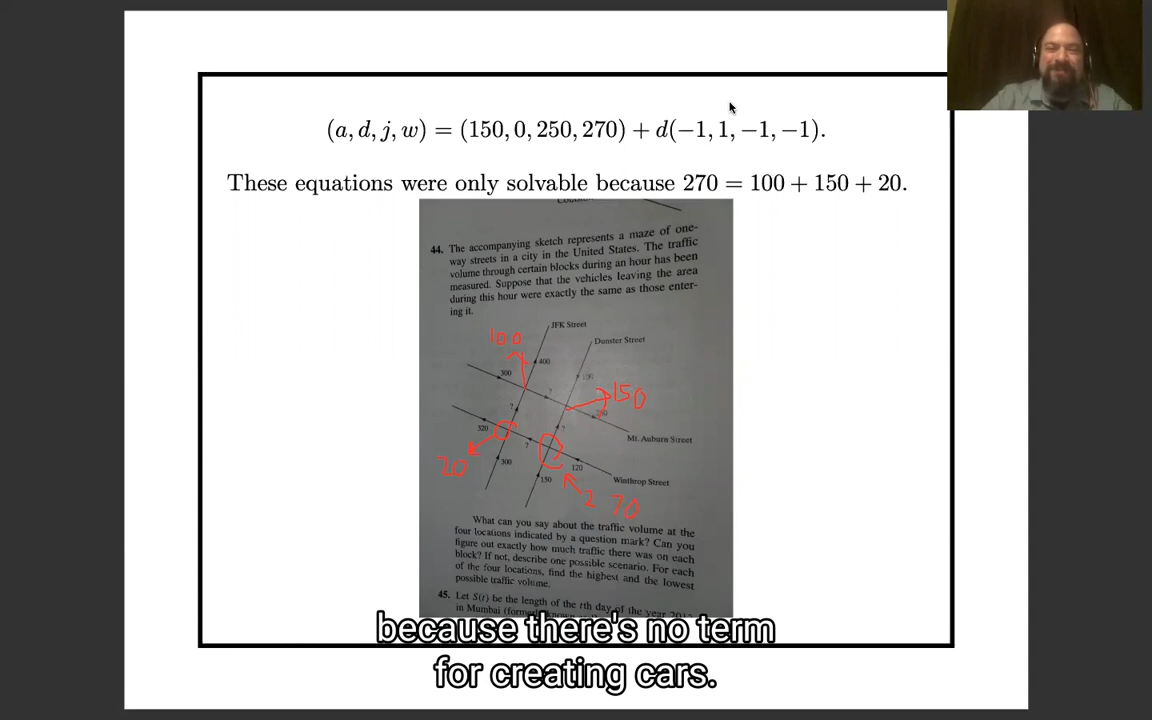 (a, d, j, w) = (150, 0, 250, 270) + d(−1, 1, −1, −1).
These equations were only solvable because 270 = 100 + 150 + 20.
44. The accompanying sketch represents a maze of one-
way streets in a city in the United States. The traffic
volume through certain blocks during an hour has been
measured. Suppose that the vehicles leaving the area
during this hour were exactly the same as those enter-
ing it.
JFK Street
100
Dunster Street
400
300
100
?
150
250
?
320
?
Mt. Auburn Street
?
20
300
120
150
Winthrop Street
270
What can you say about the traffic volume at the
four locations indicated by a question mark? Can you
figure out exactly how much traffic there was on each
block? If not, describe one possible scenario. For each
of the four locations, find the highest and the lowest
possible traffic volume.
45. Let S(t) be the length of the tth day of the year
in Mumbai
because there's no term
for creating cars.